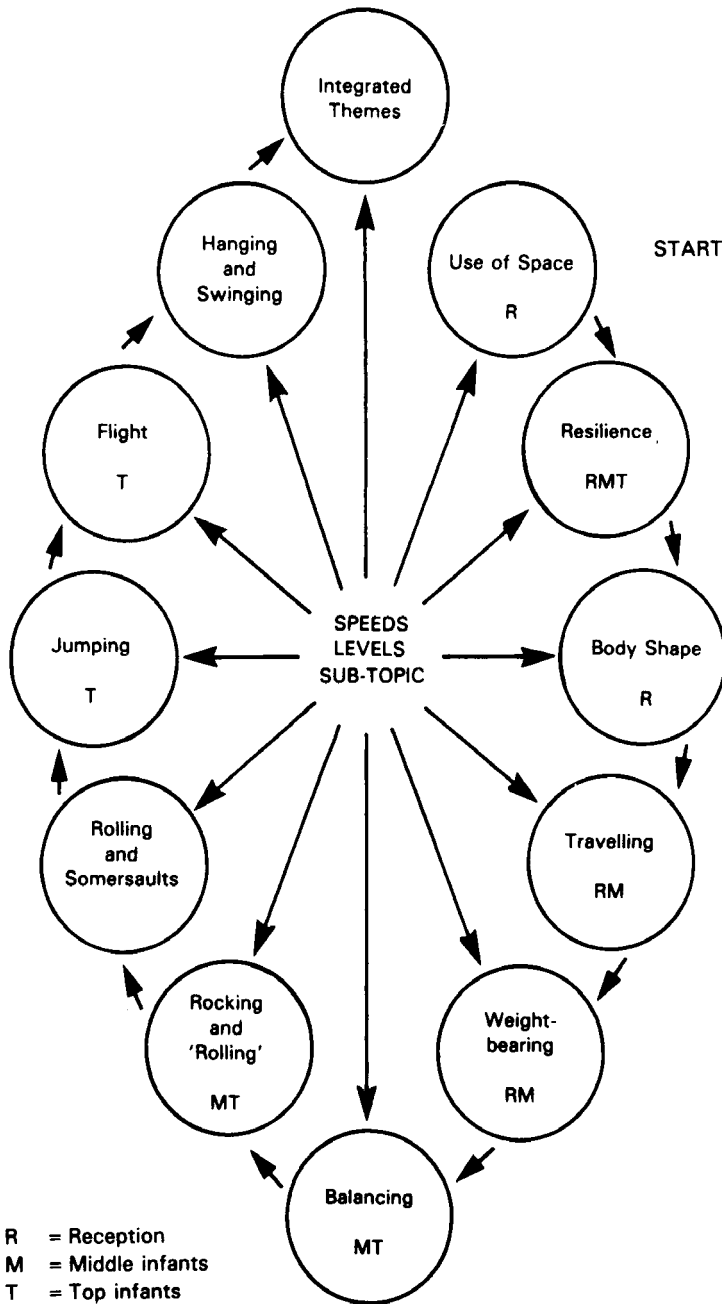 Integrated
Themes
Use of Space
R
START
Resilience
RMT
Body Shape
R
Travelling
RM
Weight-
bearing
RM
Balancing
MT
Rocking
and
'Rolling'
MT
Rolling
and
Somersaults
Jumping
T
Flight
T
Hanging
and
Swinging
SPEEDS
LEVELS
SUB-TOPIC
R = Reception
M = Middle infants
T = Top infants